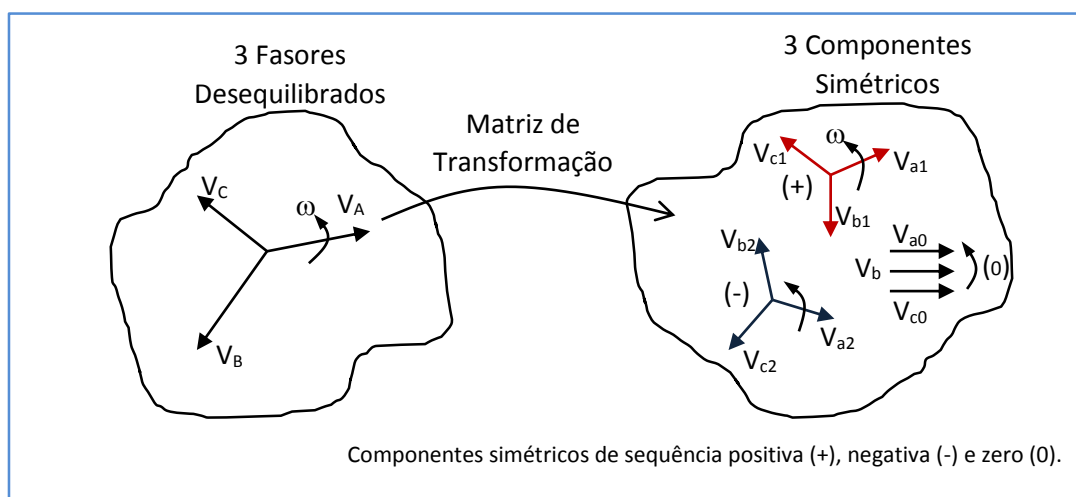 3 Fasores
Desequilibrados
Matriz de
Transformação
3 Componentes
Simétricos
V_C
V_A
ω
V_B
V_c1
ω
V_a1
(+)
V_b1
V_b2
(-)
V_a2
V_c2
V_a0
V_b
(0)
V_c0
Componentes simétricos de sequência positiva (+), negativa (-) e zero (0).